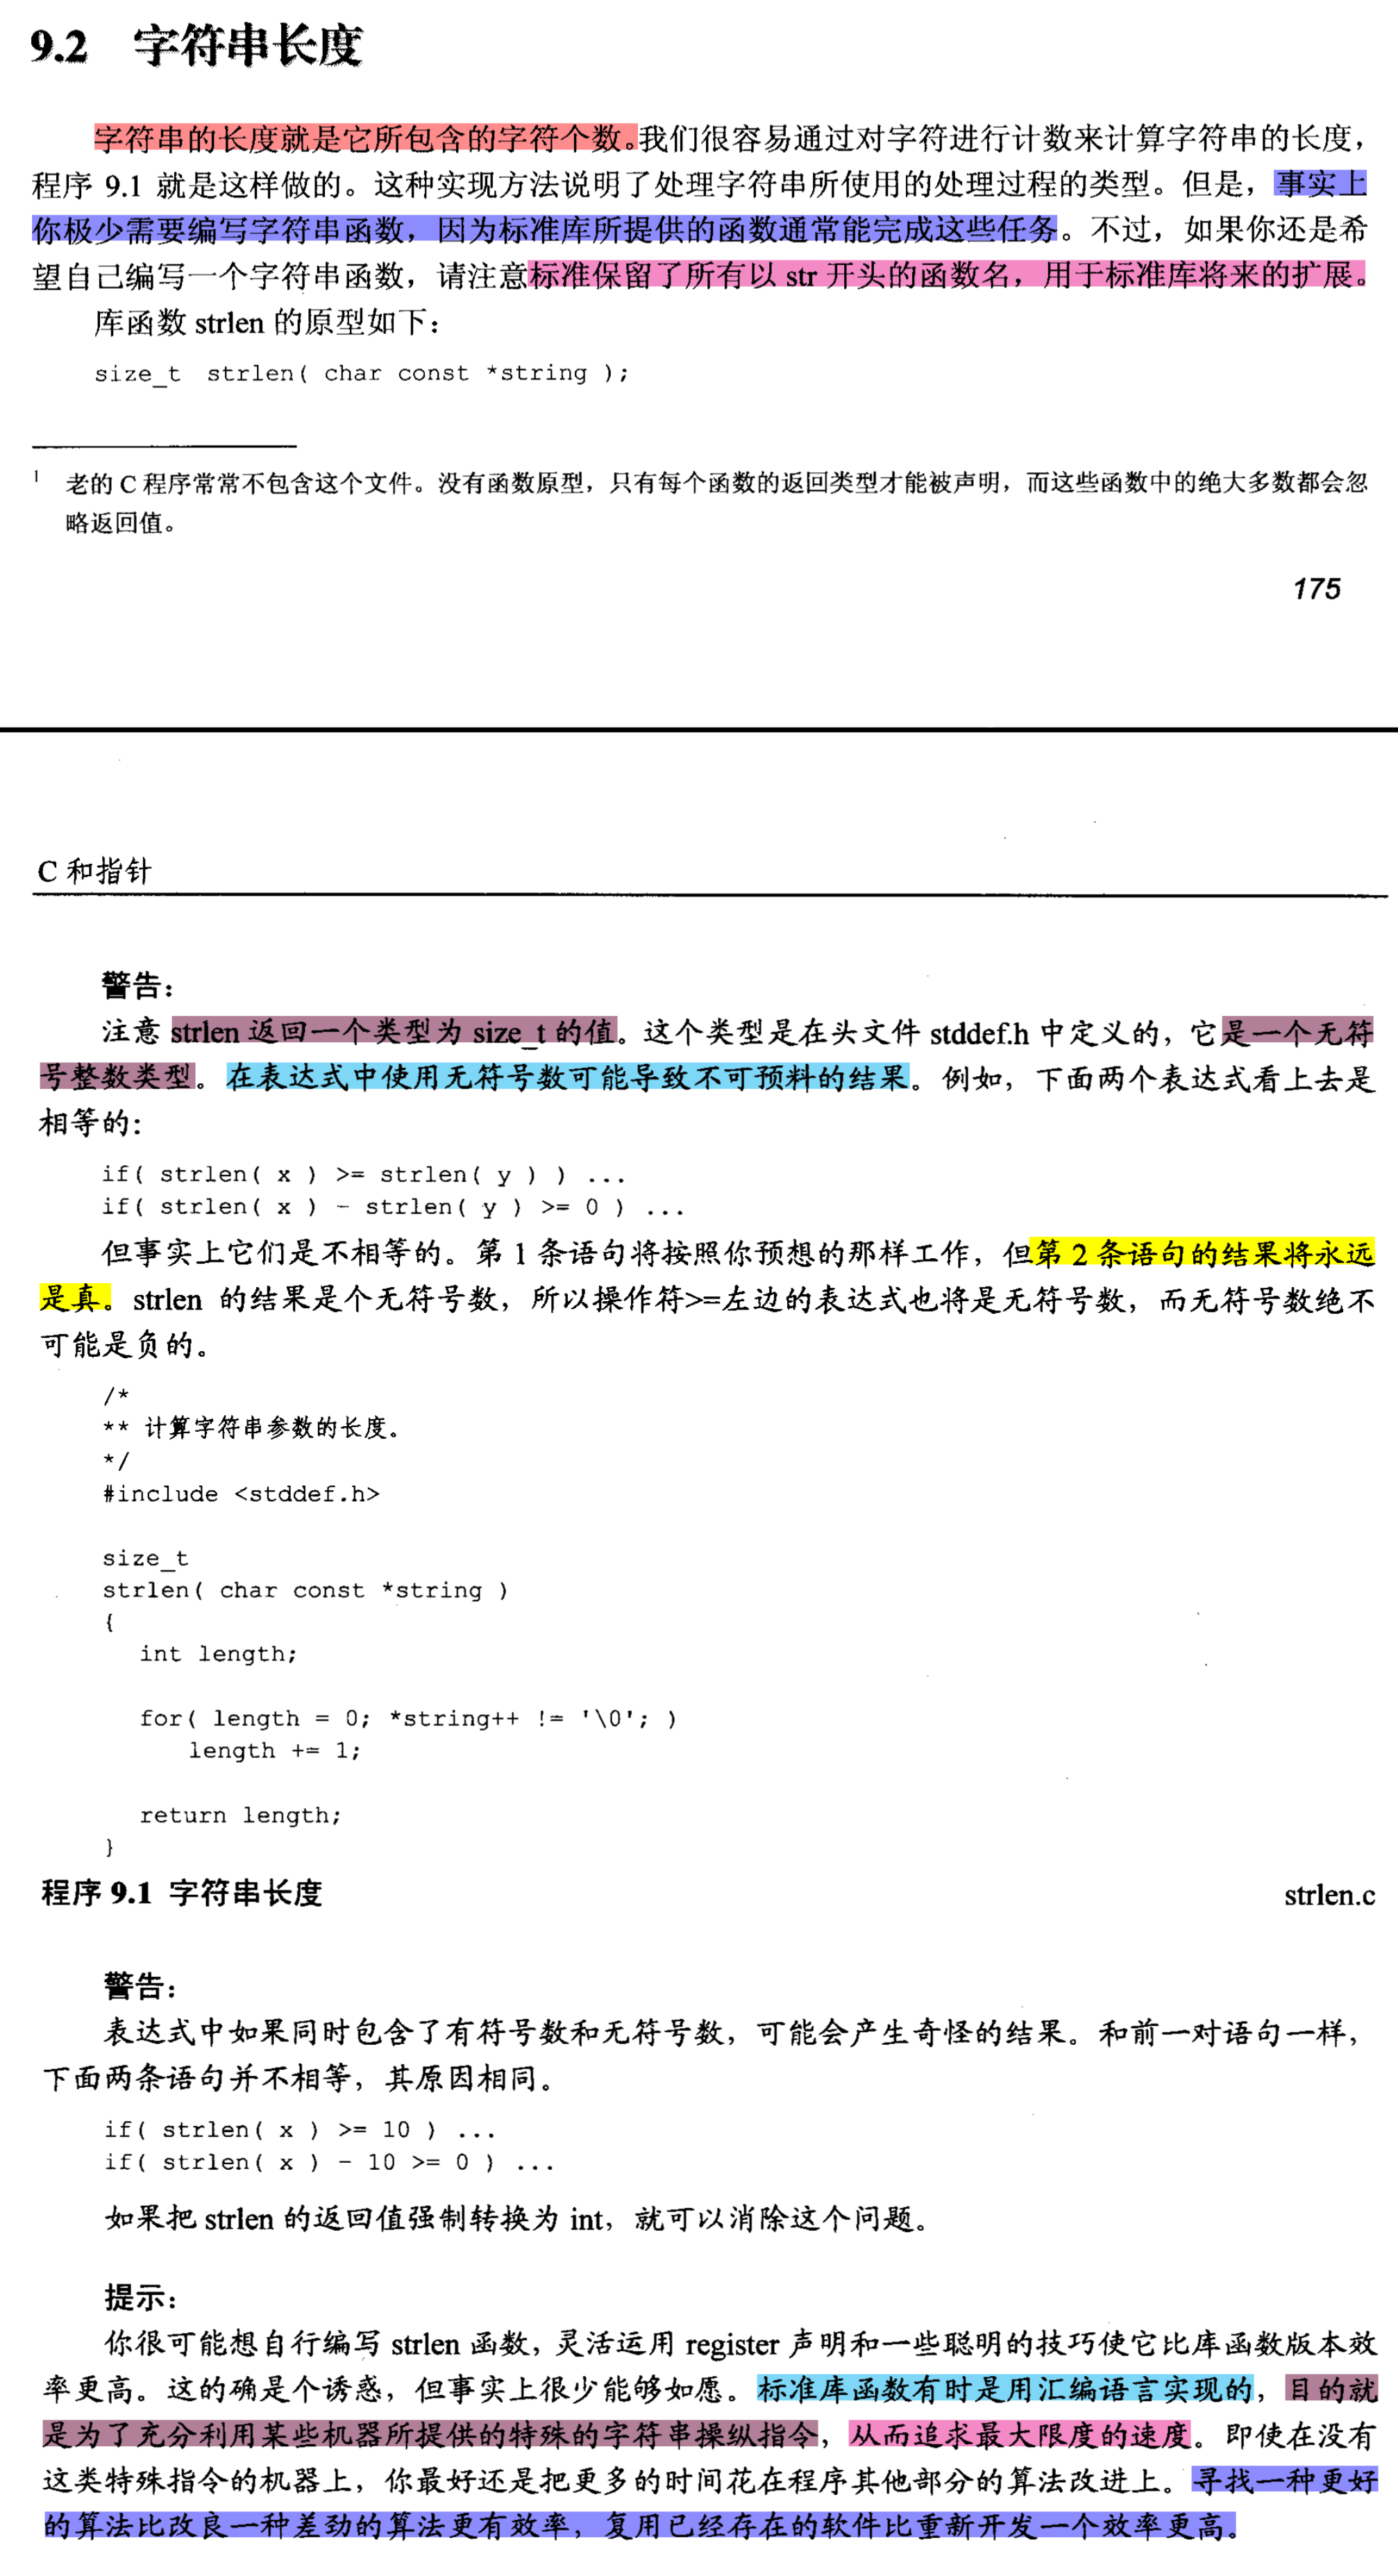 9.2 字符串长度
字符串的长度就是它所包含的字符个数。我们很容易通过对字符进行计数来计算字符串的长度，
程序 9.1 就是这样做的。这种实现方法说明了处理字符串所使用的处理过程的类型。但是，事实上
你极少需要编写字符串函数，因为标准库所提供的函数通常能完成这些任务。不过，如果你还是希
望自己编写一个字符串函数，请注意标准保留了所有以 str 开头的函数名，用于标准库将来的扩展。
库函数 strlen 的原型如下：
size_t strlen( char const *string );
1 老的 C 程序常常不包含这个文件。没有函数原型，只有每个函数的返回类型才能被声明，而这些函数中的绝大多数都会忽
略返回值。
175
C 和指针
警告：
注意 strlen 返回一个类型为 size_t 的值。这个类型是在头文件 stddef.h 中定义的，它是一个无符
号整数类型。在表达式中使用无符号数可能导致不可预料的结果。例如，下面两个表达式看上去是
相等的：
if( strlen( x ) >= strlen( y ) ) ...
if( strlen( x ) - strlen( y ) >= 0 ) ...
但事实上它们是不相等的。第 1 条语句将按照你预想的那样工作，但第 2 条语句的结果将永远
是真。strlen 的结果是个无符号数，所以操作符>=左边的表达式也将是无符号数，而无符号数绝不
可能是负的。
/*
** 计算字符串参数的长度。
*/
#include <stddef.h>
size_t
strlen( char const *string )
{
int length;
for( length = 0; *string++ != '\0'; )
length += 1;
return length;
}
程序 9.1 字符串长度 strlen.c
警告：
表达式中如果同时包含了有符号数和无符号数，可能会产生奇怪的结果。和前一对语句一样，
下面两条语句并不相等，其原因相同。
if( strlen( x ) >= 10 ) ...
if( strlen( x ) - 10 >= 0 ) ...
如果把 strlen 的返回值强制转换为 int，就可以消除这个问题。
提示：
你很可能想自行编写 strlen 函数，灵活运用 register 声明和一些聪明的技巧使它比库函数版本效
率更高。这的确是个诱惑，但事实上很少能够如愿。标准库函数有时是用汇编语言实现的，目的就
是为了充分利用某些机器所提供的特殊的字符串操纵指令，从而追求最大限度的速度。即使在没有
这类特殊指令的机器上，你最好还是把更多的时间花在程序其他部分的算法改进上。寻找一种更好
的算法比改良一种差劲的算法更有效率，复用已经存在的软件比重新开发一个效率更高。